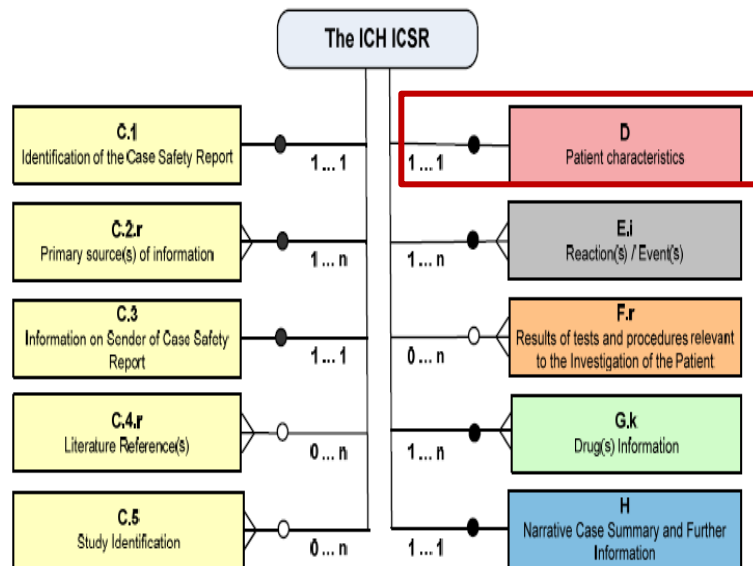 The ICH ICSR
C.1
Identification of the Case Safety Report
1 ... 1
C.2.r
Primary source(s) of information
1 ... n
C.3
Information on Sender of Case Safety
Report
1 ... 1
C.4.r
Literature Reference(s)
0 ... n
C.5
Study Identification
0 ... n
D
Patient characteristics
1 ... 1
E.i
Reaction(s) / Event(s)
1 ... n
F.r
Results of tests and procedures relevant
to the Investigation of the Patient
0 ... n
G.k
Drug(s) Information
1 ... n
H
Narrative Case Summary and Further
Information
1 ... 1